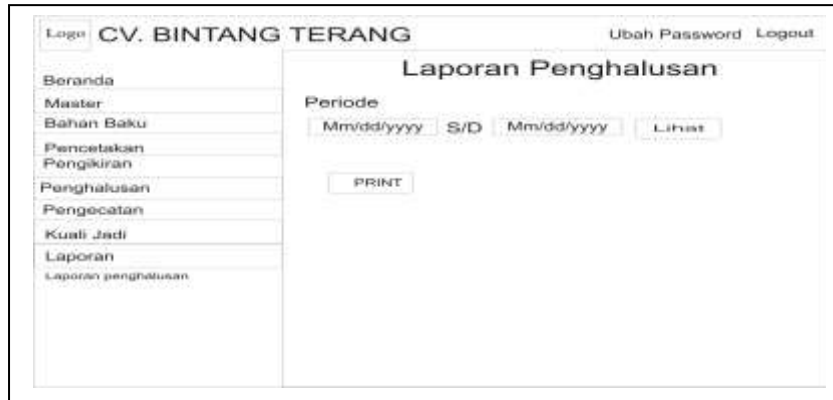 Logo CV. BINTANG TERANG Ubah Password Logout
Laporan Penghalusan
Beranda
Master
Bahan Baku
Pencetakan
Pengikiran
Penghalusan
Pengecatan
Kuali Jadi
Laporan
Laporan penghalusan
Periode
Mm/dd/yyyy S/D Mm/dd/yyyy Lihat
PRINT